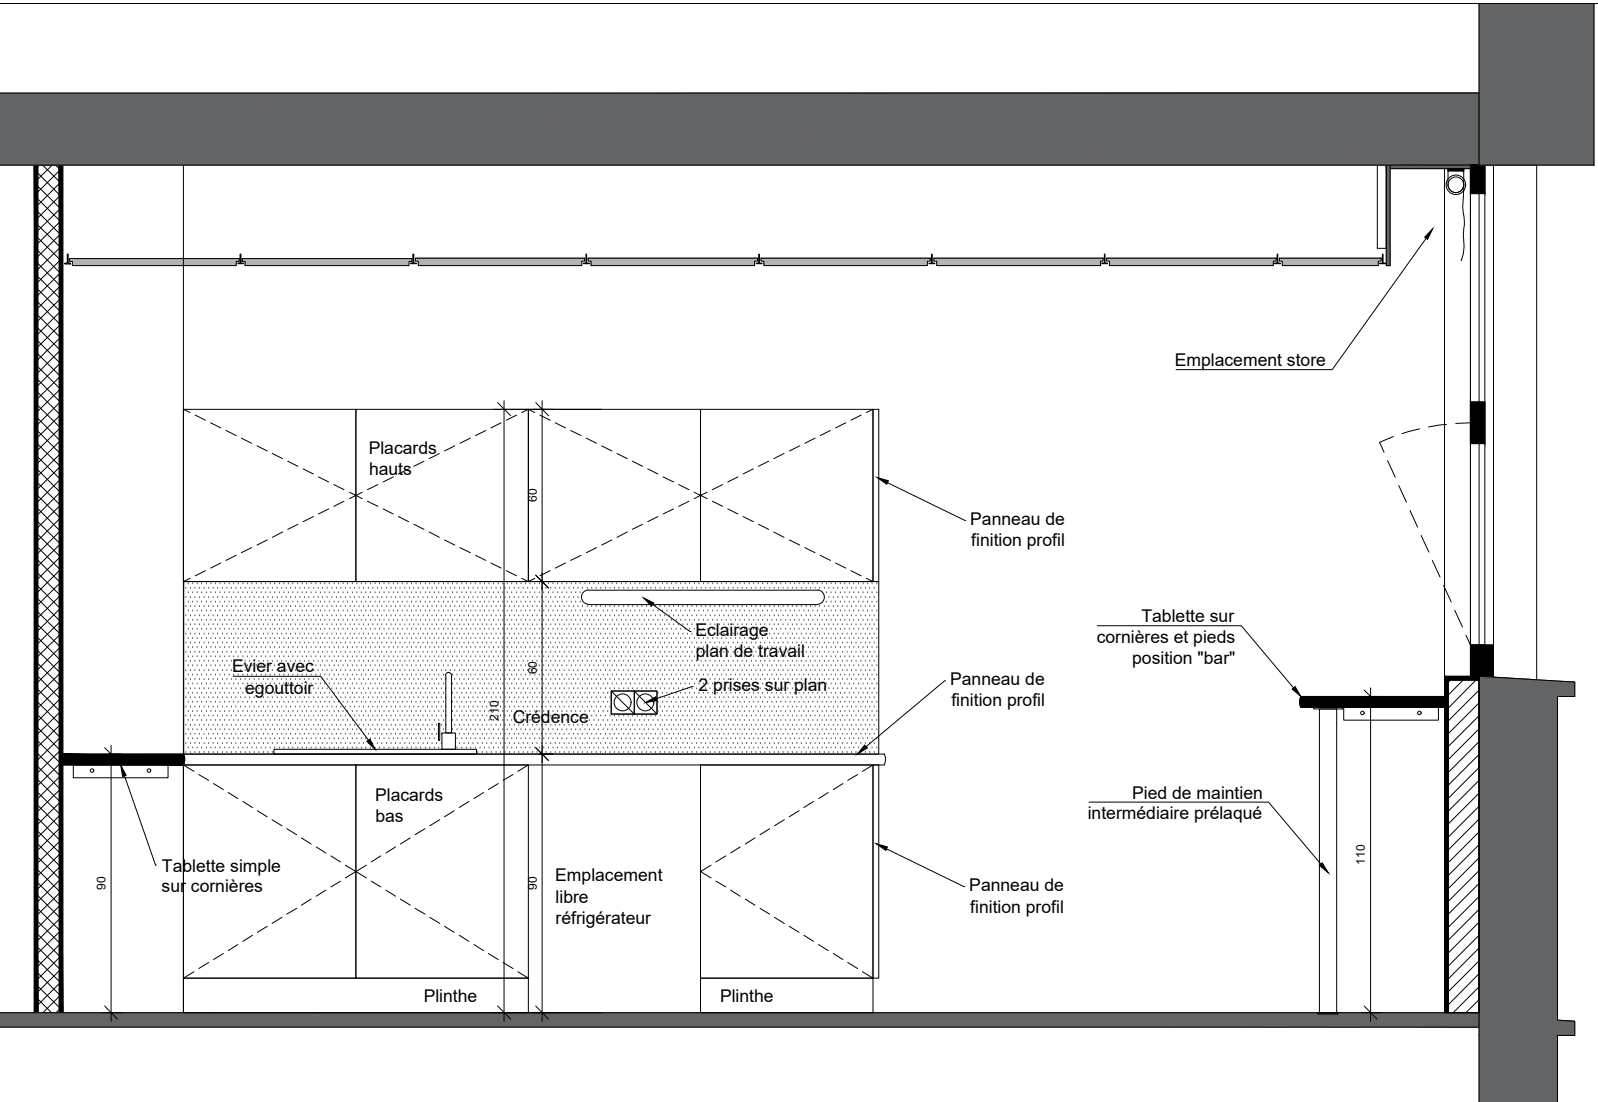 Emplacement store
Placards
hauts
60
Panneau de
finition profil
Eclairage
plan de travail
Evier avec
egouttoir
2 prises sur plan
60
210
Crédence
Panneau de
finition profil
Tablette sur
cornières et pieds
position "bar"
Placards
bas
Pied de maintien
intermédiaire prélaqué
Tablette simple
sur cornières
90
90
Emplacement
libre
réfrigérateur
Panneau de
finition profil
110
Plinthe
Plinthe